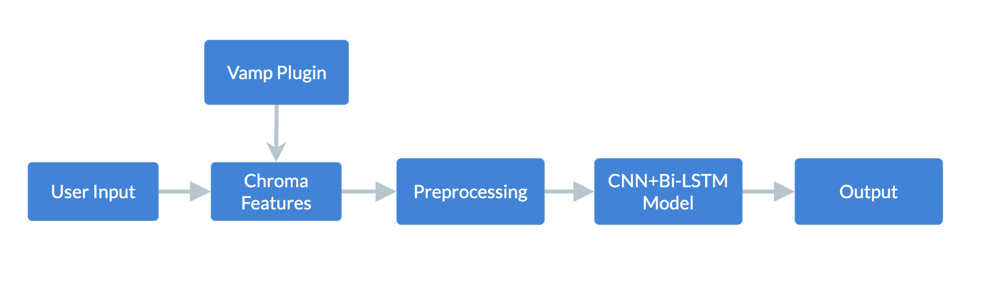 Vamp Plugin
User Input
Chroma
Features
Preprocessing
CNN+Bi-LSTM
Model
Output